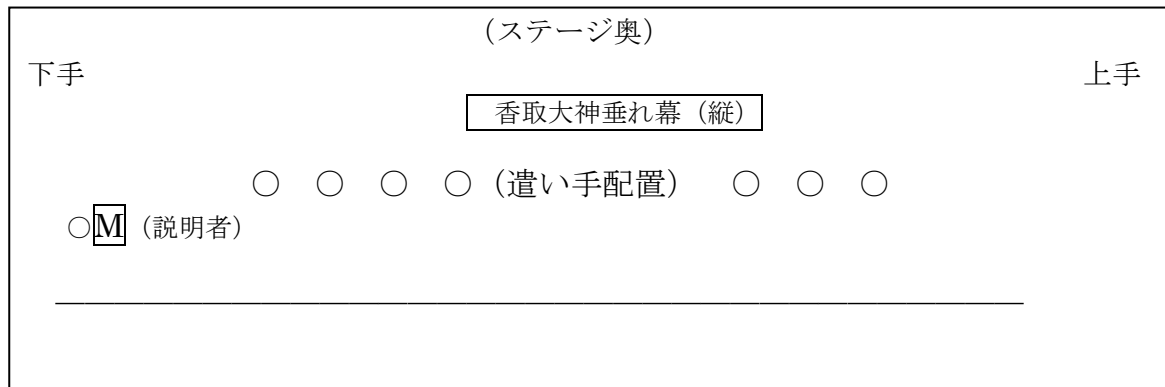 （ステージ奥）
下手 上手
香取大神垂れ幕（縦）
○ ○ ○ ○（遣い手配置） ○ ○ ○
○M（説明者）